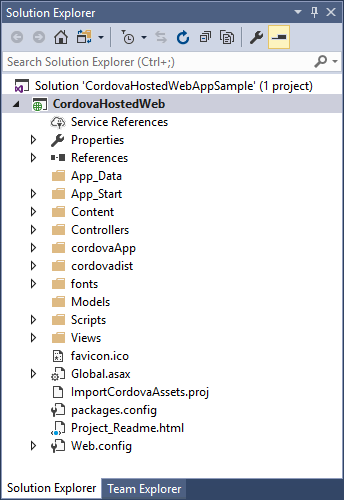 Solution Explorer
Search Solution Explorer (Ctrl+;)
Solution 'CordovaHostedWebAppSample' (1 project)
CordovaHostedWeb
Service References
Properties
References
App_Data
App_Start
Content
Controllers
cordovaApp
cordovadist
fonts
Models
Scripts
Views
favicon.ico
Global.asax
ImportCordovaAssets.proj
packages.config
Project_Readme.html
Web.config
Solution Explorer Team Explorer